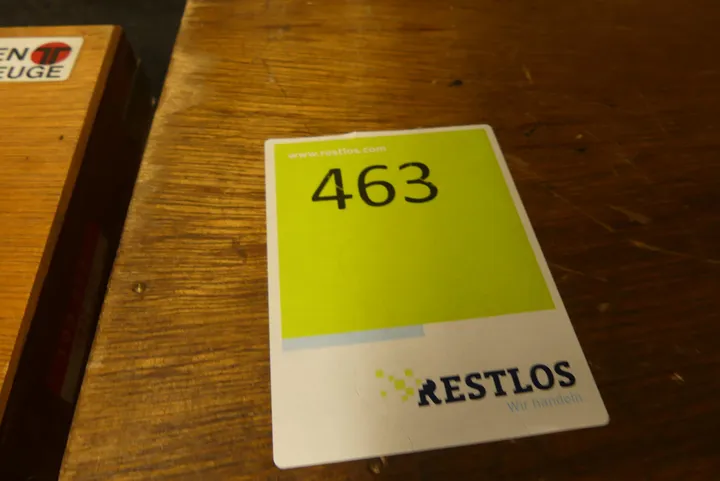 EN
EUGE
www.restlos.com
463
RESTLOS
Wir handeln